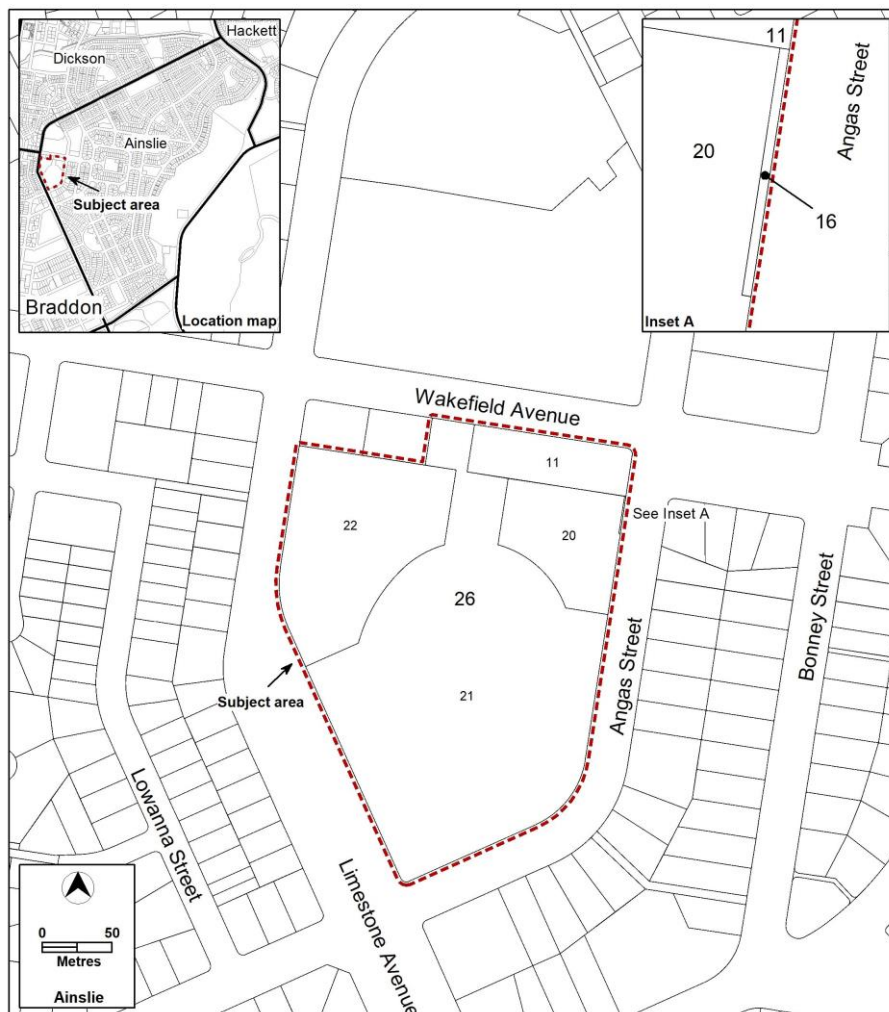 Hackett
Dickson
Ainslie
Subject area
Braddon
Location map
11
Angas Street
20
16
Inset A
Wakefield Avenue
11
See Inset A
22
20
26
Bonney Street
Angas Street
21
Subject area
Lowanna Street
Limestone Avenue
0 50
Metres
Ainslie